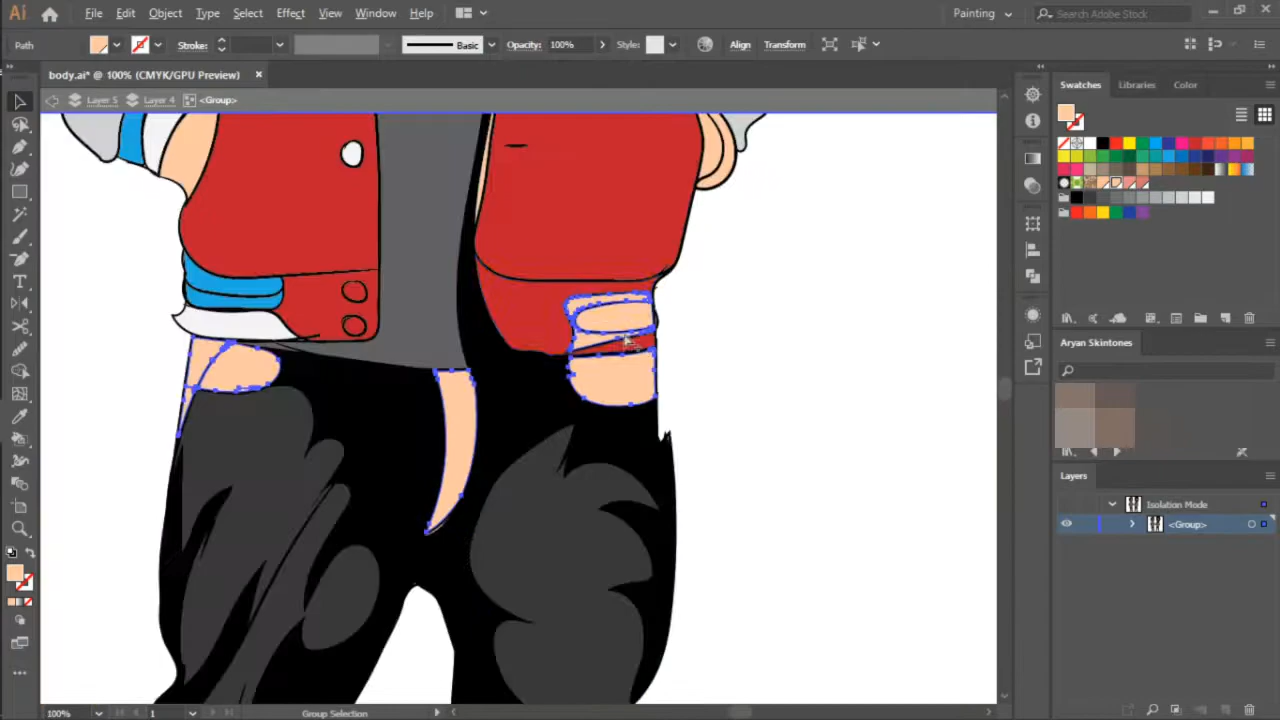 Ai File Edit Object Type Select Effect View Window Help Painting Search Adobe Stock
Path Stroke: Basic Opacity: 100% Style: Align Transform
body.ai* @ 100% (CMYK/GPU Preview)
Layer 5 Layer 4 <Group>
Swatches Libraries Color
Aryan Skintones
Layers
Isolation Mode
<Group>
100% 1 Group Selection